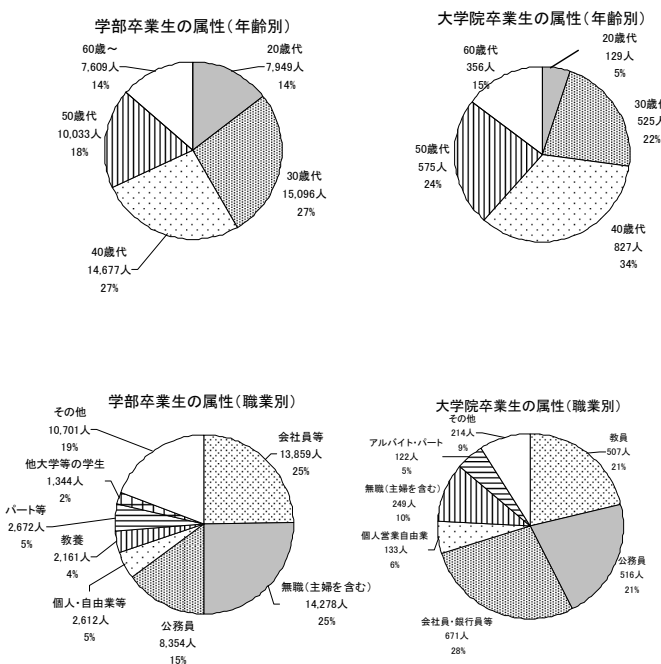 学部卒業生の属性(年齢別)
60歳～
7,609人
14%
20歳代
7,949人
14%
50歳代
10,033人
18%
30歳代
15,096人
27%
40歳代
14,677人
27%
大学院卒業生の属性(年齢別)
20歳代
129人
5%
60歳代
356人
15%
30歳代
525人
22%
50歳代
575人
24%
40歳代
827人
34%
学部卒業生の属性(職業別)
その他
10,701人
19%
会社員等
13,859人
25%
他大学等の学生
1,344人
2%
パート等
2,672人
5%
教養
2,161人
4%
個人・自由業等
2,612人
5%
公務員
8,354人
15%
無職(主婦を含む)
14,278人
25%
大学院卒業生の属性(職業別)
その他
214人
9%
教員
507人
21%
アルバイト・パート
122人
5%
無職(主婦を含む)
249人
10%
個人営業自由業
133人
6%
公務員
516人
21%
会社員・銀行員等
671人
28%